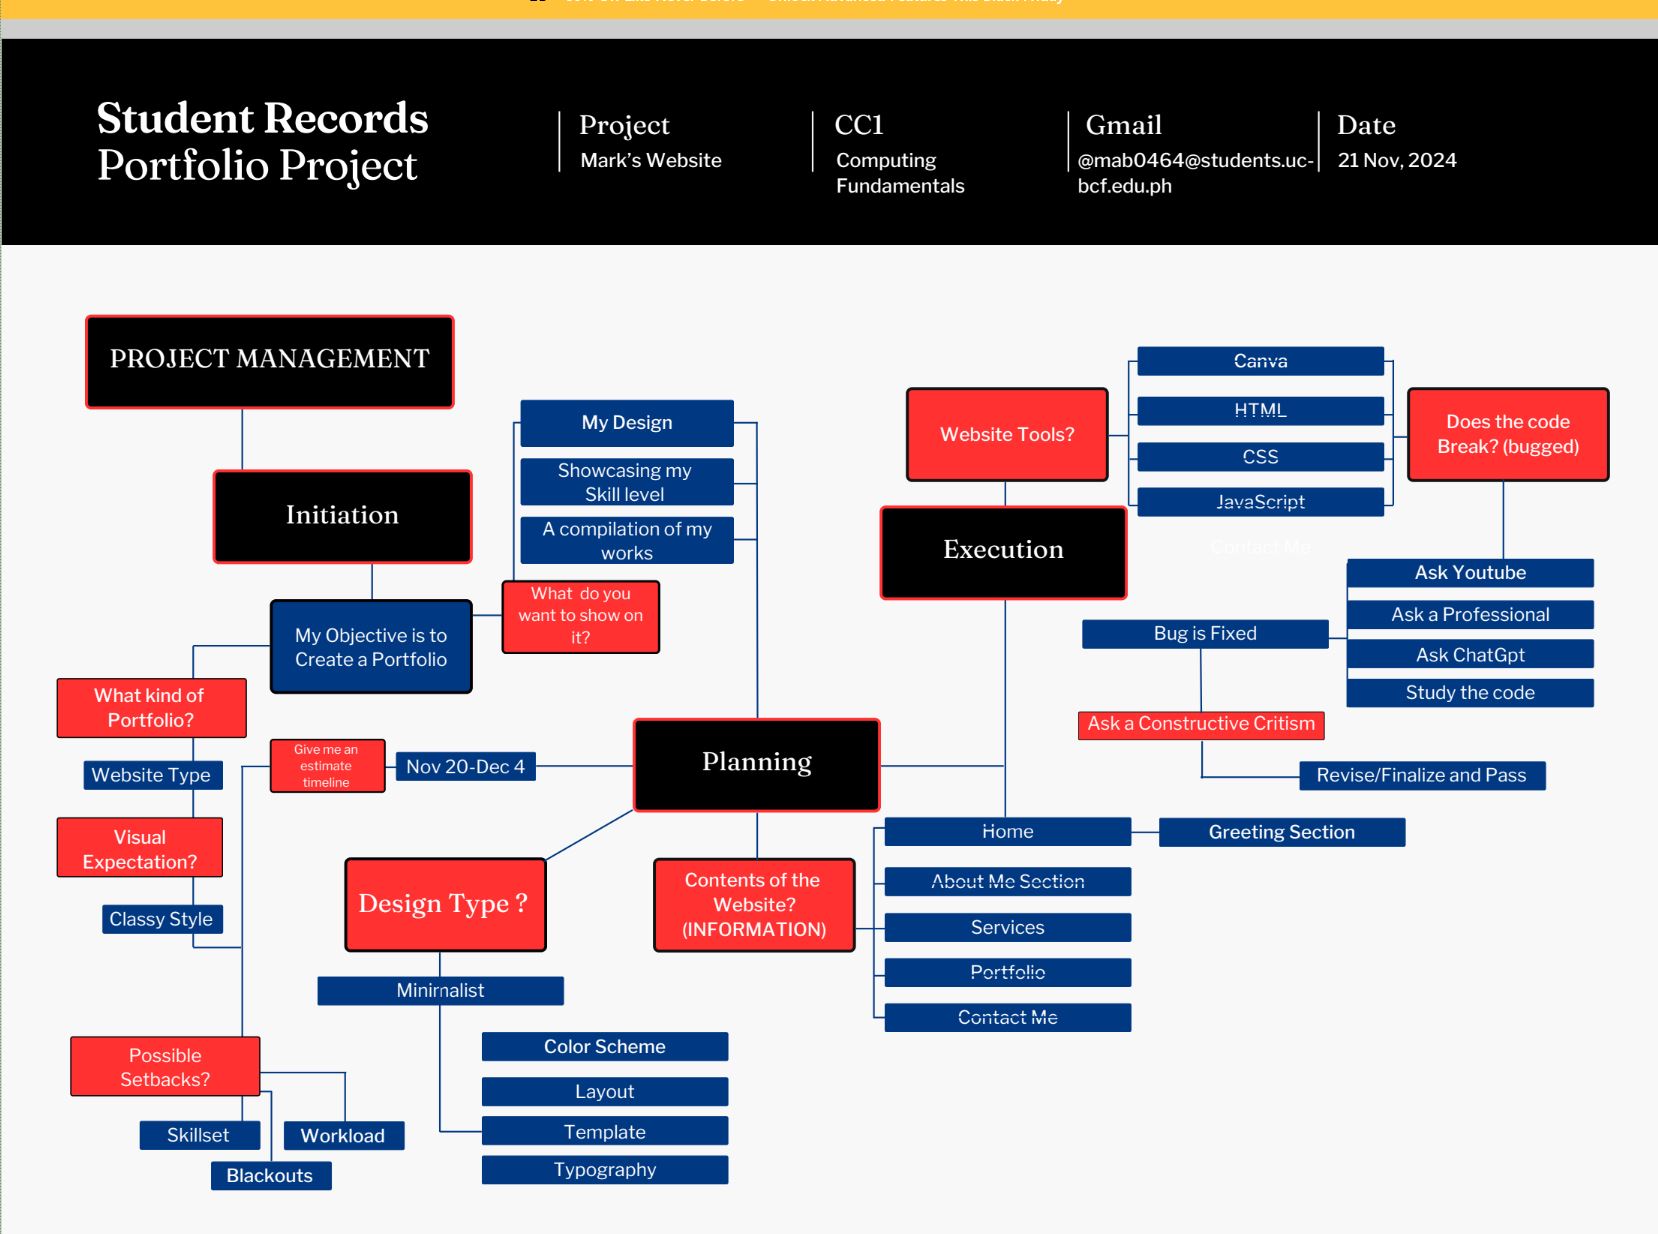 Student Records
Portfolio Project
Project
Mark's Website
CC1
Computing
Fundamentals
Gmail
@mab0464@students.uc-
bcf.edu.ph
Date
21 Nov, 2024
PROJECT MANAGEMENT
Initiation
My Objective is to
Create a Portfolio
My Design
Showcasing my
Skill level
A compilation of my
works
What do you
want to show on
it?
What kind of
Portfolio?
Website Type
Visual
Expectation?
Classy Style
Give me an
estimate
timeline
Nov 20-Dec 4
Possible
Setbacks?
Skillset
Workload
Blackouts
Planning
Design Type ?
Minimalist
Color Scheme
Layout
Template
Typography
Contents of the
Website?
(INFORMATION)
Home
Greeting Section
About Me Section
Services
Portfolio
Contact Me
Execution
Website Tools?
Canva
HTML
CSS
JavaScript
Contact Me
Does the code
Break? (bugged)
Ask Youtube
Ask a Professional
Ask ChatGpt
Study the code
Bug is Fixed
Ask a Constructive Critism
Revise/Finalize and Pass